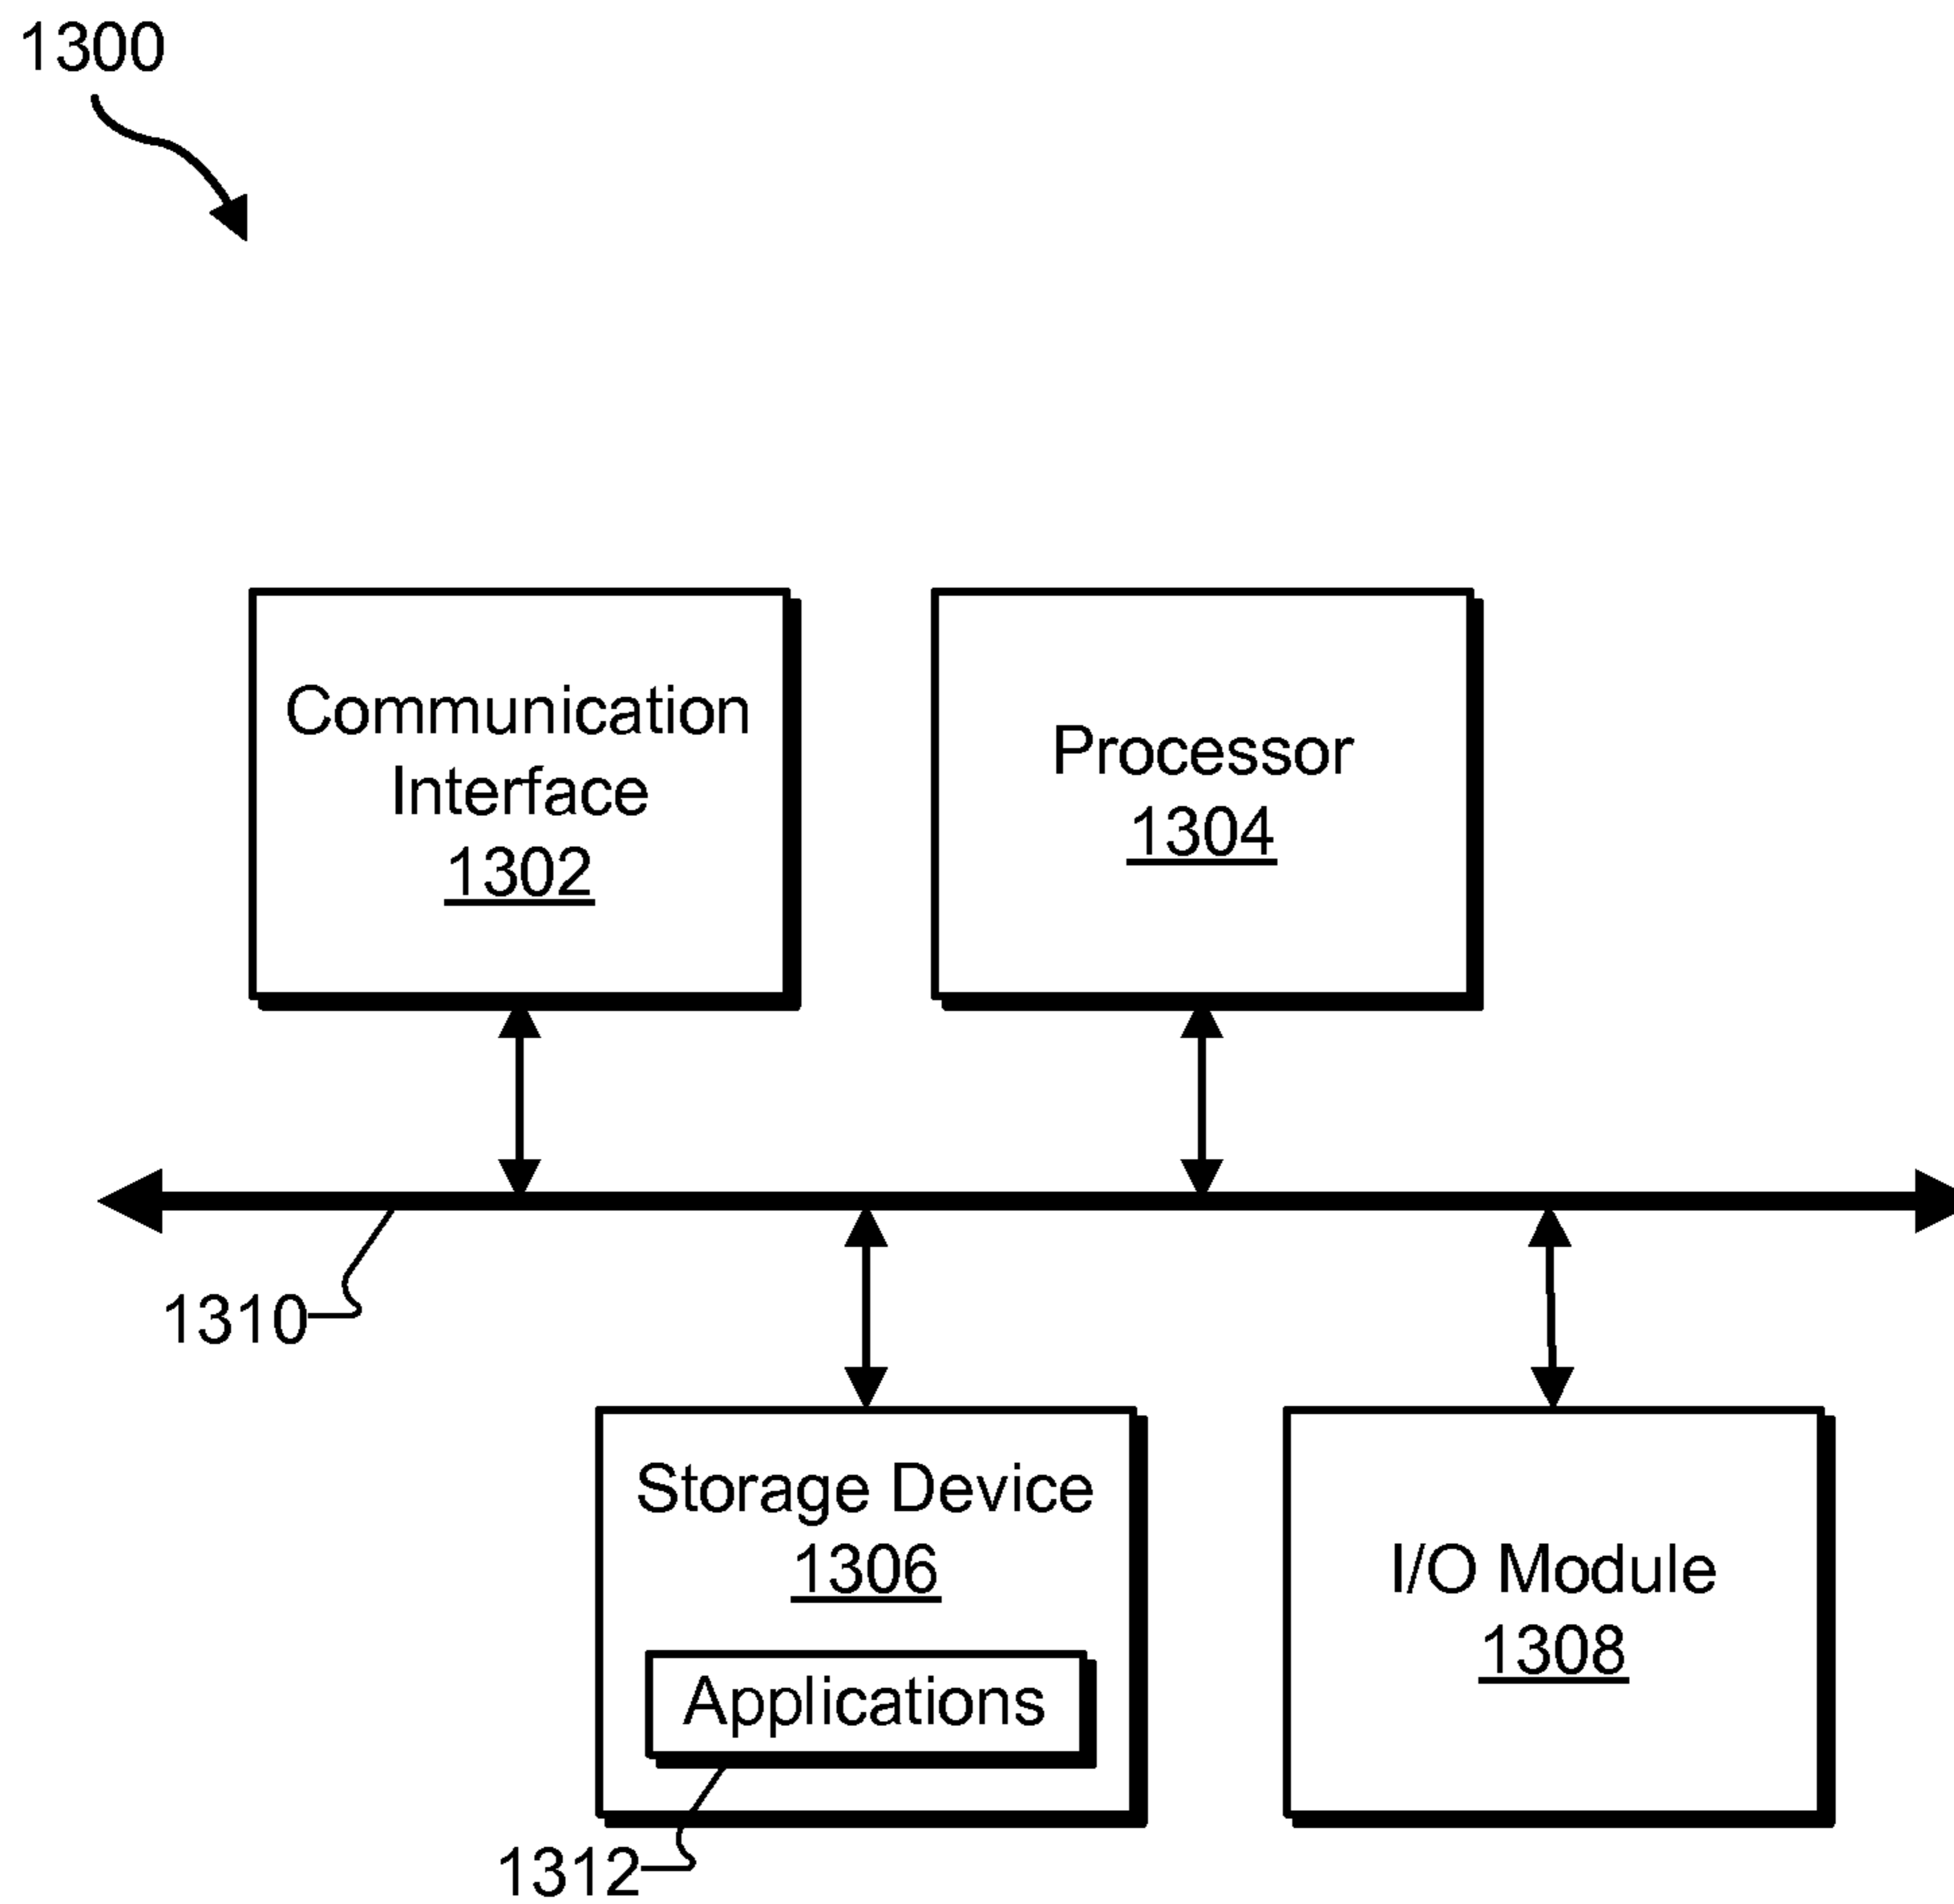 1300
Communication
Interface
1302
Processor
1304
1310
Storage Device
1306
Applications
1312
I/O Module
1308